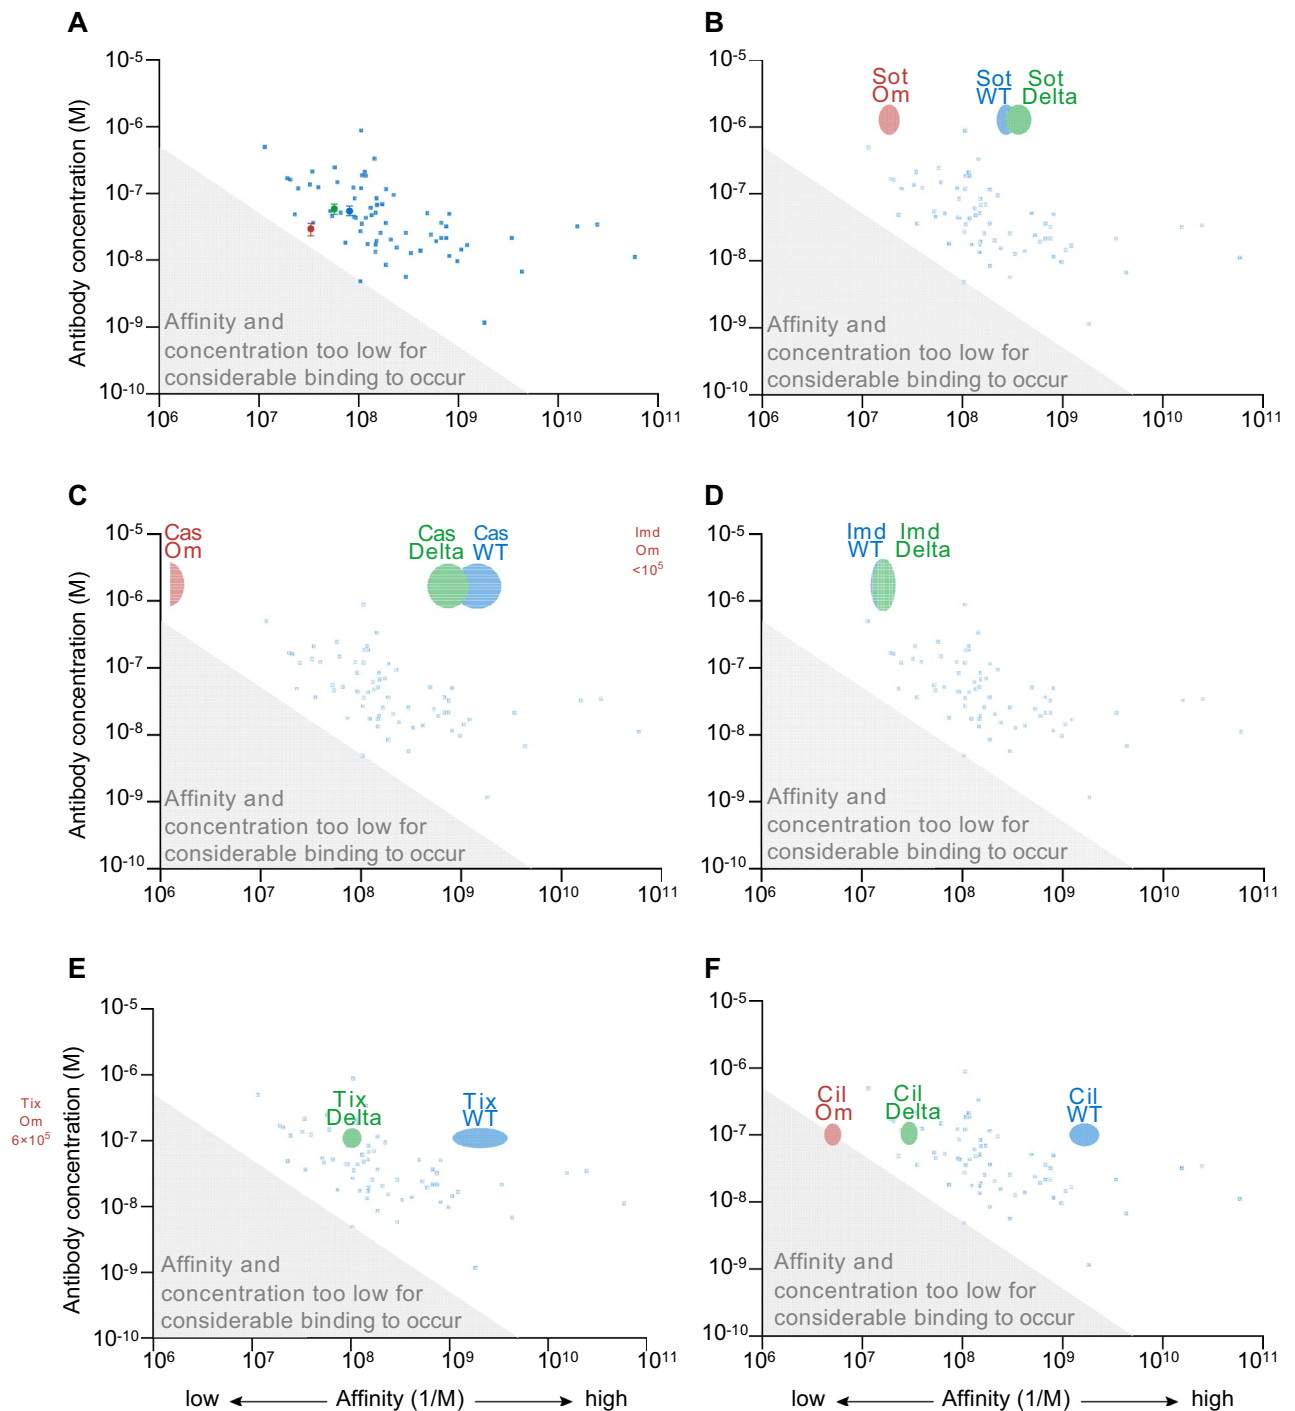 A
Antibody concentration (M)
10-5
10-6
10-7
10-8
10-9
10-10
Affinity and
concentration too low for
considerable binding to occur
106 107 108 109 1010 1011
B
10-5
10-6
10-7
10-8
10-9
10-10
Sot
Om
Sot
WT
Sot
Delta
Affinity and
concentration too low for
considerable binding to occur
106 107 108 109 1010 1011
C
Antibody concentration (M)
10-5
10-6
10-7
10-8
10-9
10-10
Cas
Om
Cas
Delta
Cas
WT
Affinity and
concentration too low for
considerable binding to occur
106 107 108 109 1010 1011
D
Imd
Om
<105
10-5
10-6
10-7
10-8
10-9
10-10
Imd
WT
Imd
Delta
Affinity and
concentration too low for
considerable binding to occur
106 107 108 109 1010 1011
E
Tix
Om
6×105
Antibody concentration (M)
10-5
10-6
10-7
10-8
10-9
10-10
Tix
Delta
Tix
WT
Affinity and
concentration too low for
considerable binding to occur
106 107 108 109 1010 1011
low Affinity (1/M) high
F
10-5
10-6
10-7
10-8
10-9
10-10
Cil
Om
Cil
Delta
Cil
WT
Affinity and
concentration too low for
considerable binding to occur
106 107 108 109 1010 1011
low Affinity (1/M) high